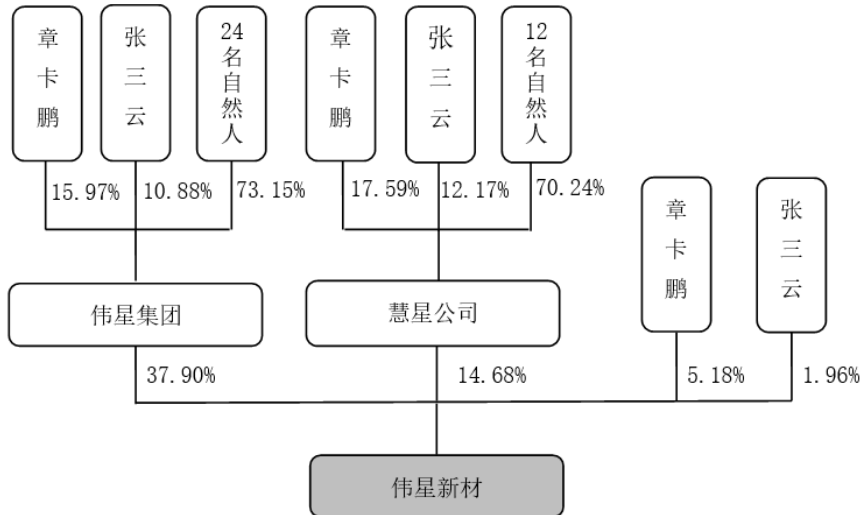 章卡鹏
张三云
24名自然人
章卡鹏
张三云
12名自然人
15.97%
10.88%
73.15%
17.59%
12.17%
70.24%
章卡鹏
张三云
伟星集团
慧星公司
37.90%
14.68%
5.18%
1.96%
伟星新材